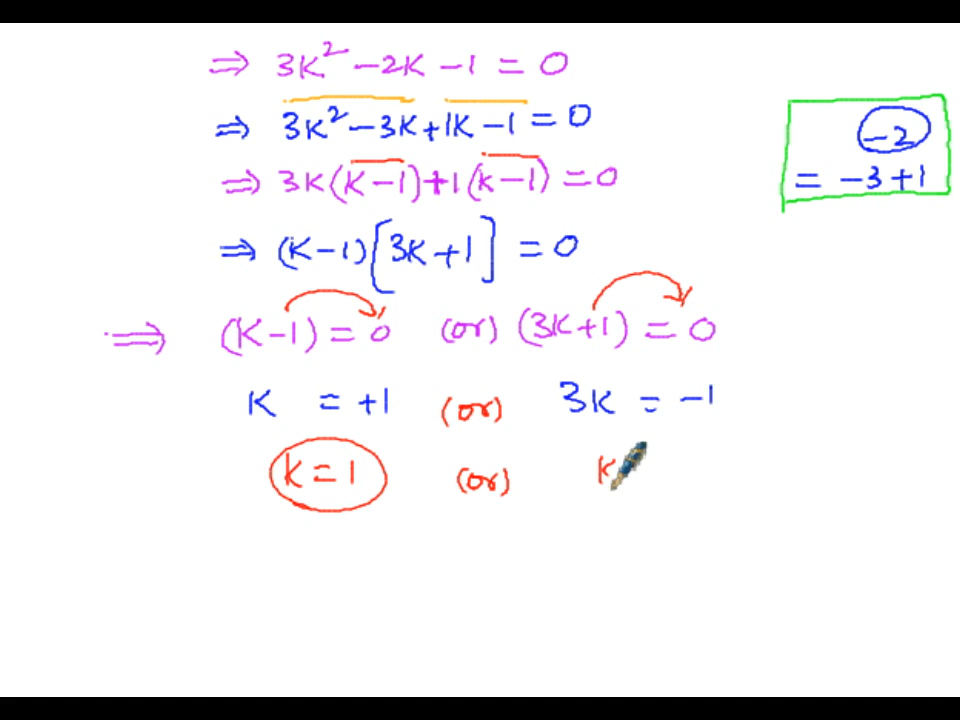 ⇒ 3K² - 2K - 1 = 0
⇒ 3K² - 3K + 1K - 1 = 0
-2
= -3 + 1
⇒ 3K(K - 1) + 1(K - 1) = 0
⇒ (K - 1)[3K + 1] = 0
⇒ (K - 1) = 0 (or) (3K + 1) = 0
K = +1 (or) 3K = -1
K = 1 (or) K